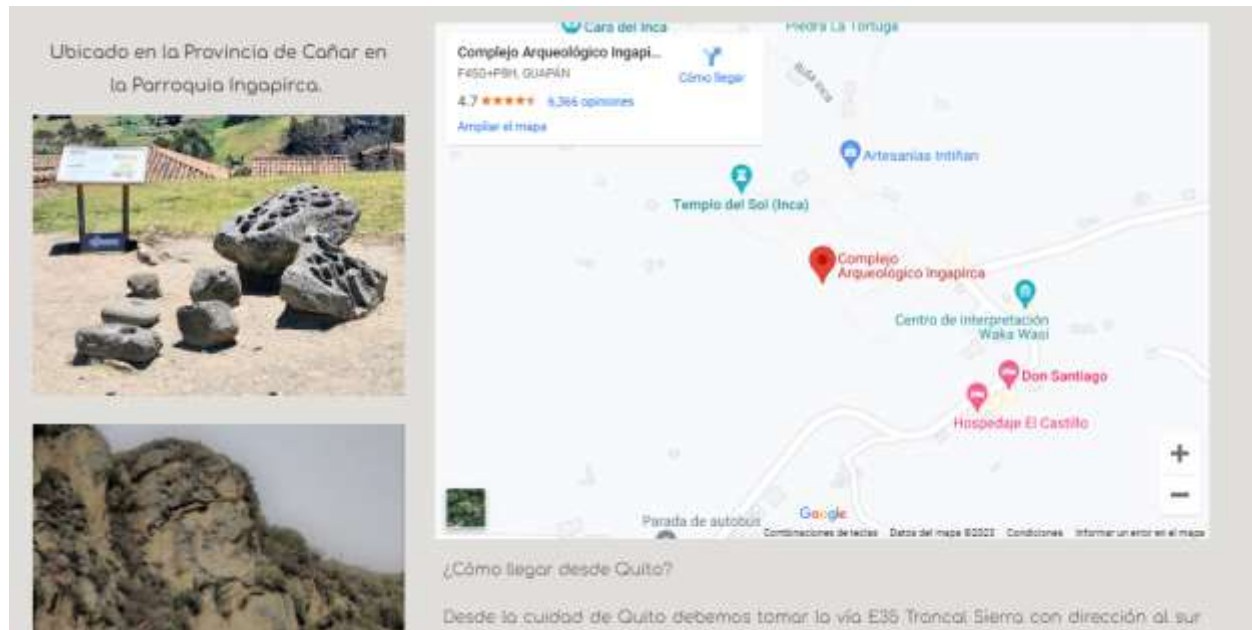 Ubicado en la Provincia de Cañar en
la Parroquia Ingapirca.
Cara del Inca
Piedra La Tortuga
Complejo Arqueológico Ingapi...
GUAPÁN
Cómo llegar
4.7
6,366 opiniones
Ampliar el mapa
Ruta Inca
Artesanías Intiñan
Templo del Sol (Inca)
Complejo
Arqueológico Ingapirca
Centro de Interpretación
Waka Wasi
Don Santiago
Hospedaje El Castillo
Parada de autobús
Google
Combinaciones de teclas Datos del mapa ©2023 Condiciones Informar un error en el mapa
¿Cómo llegar desde Quito?
Desde la cuidad de Quito debemos tomar la vía E35 Troncal Sierra con dirección al sur